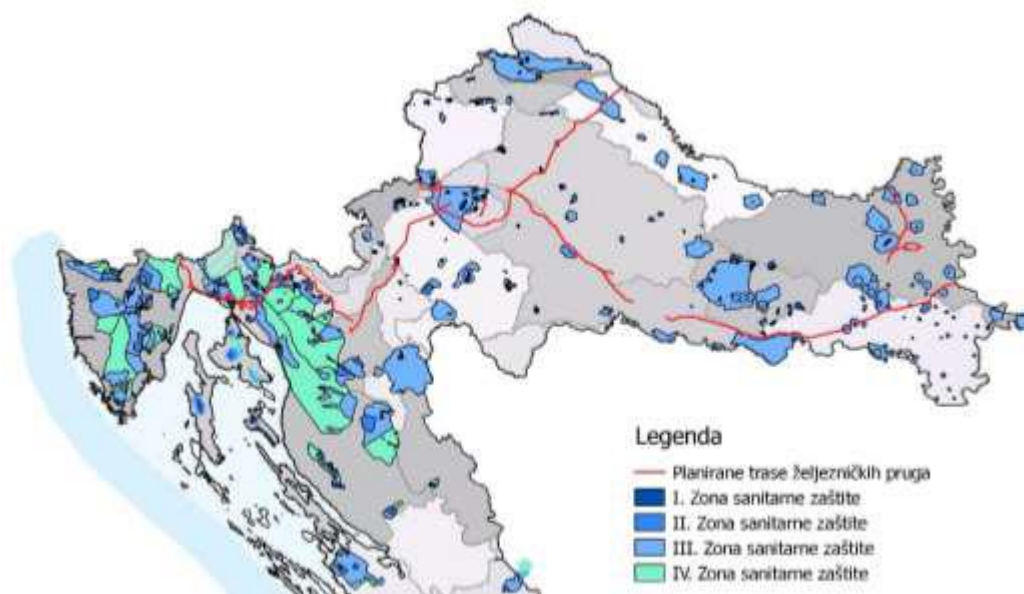 Legenda
Planirane trase željezničkih pruga
I. Zona sanitarne zaštite
II. Zona sanitarne zaštite
III. Zona sanitarne zaštite
IV. Zona sanitarne zaštite